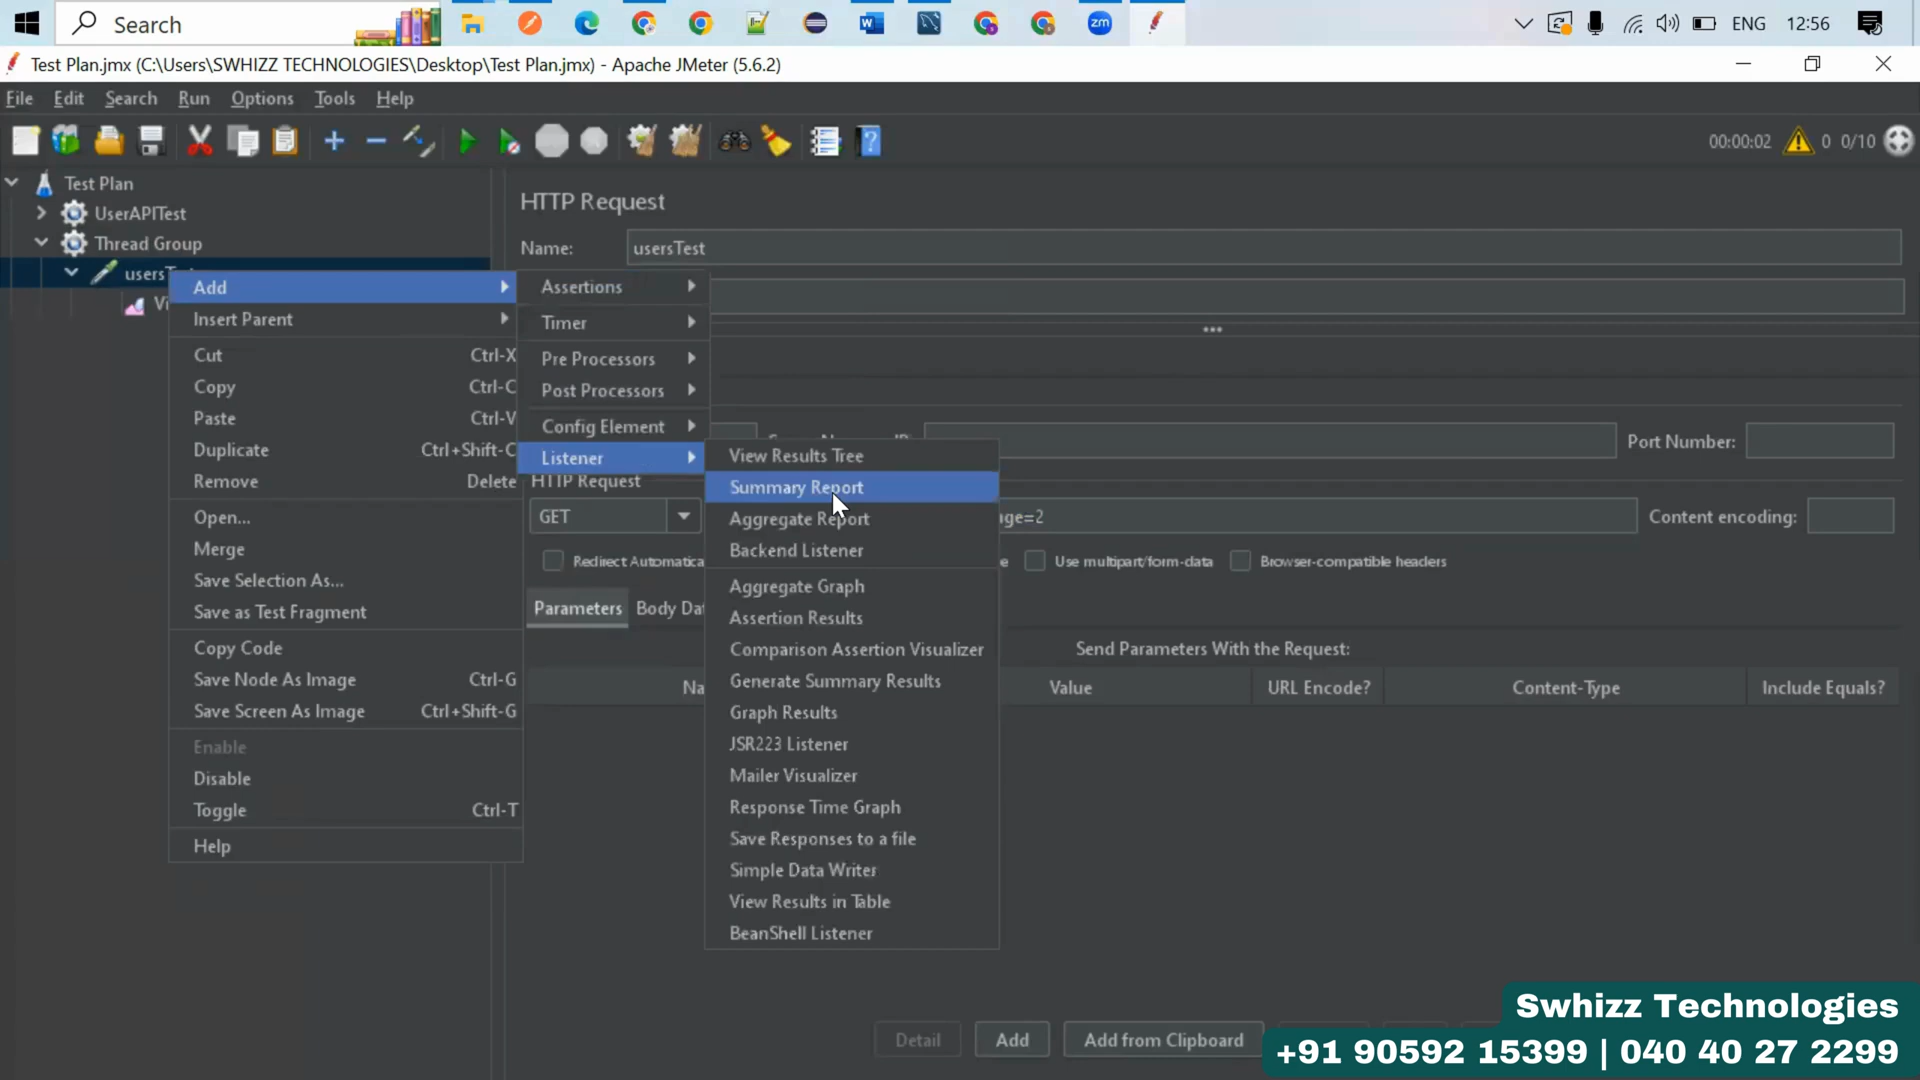 Search
ENG
12:56
Test Plan.jmx (C:\Users\SWHIZZ TECHNOLOGIES\Desktop\Test Plan.jmx) - Apache JMeter (5.6.2)
File Edit Search Run Options Tools Help
00:00:02 0 0/10
Test Plan
UserAPITest
Thread Group
HTTP Request
Name: usersTest
Add
Insert Parent
Cut Ctrl-X
Copy Ctrl-C
Paste Ctrl-V
Duplicate Ctrl+Shift-C
Remove Delete
Open...
Merge
Save Selection As...
Save as Test Fragment
Copy Code
Save Node As Image Ctrl-G
Save Screen As Image Ctrl+Shift-G
Enable
Disable
Toggle Ctrl-T
Help
Assertions
Timer
Pre Processors
Post Processors
Config Element
Listener
View Results Tree
Summary Report
Aggregate Report
Backend Listener
Aggregate Graph
Assertion Results
Comparison Assertion Visualizer
Generate Summary Results
Graph Results
JSR223 Listener
Mailer Visualizer
Response Time Graph
Save Responses to a file
Simple Data Writer
View Results in Table
BeanShell Listener
Port Number:
HTTP Request
GET
age=2
Content encoding:
Redirect Automatica
Use multipart/form-data
Browser-compatible headers
Parameters Body Dat
Send Parameters With the Request:
Na
Value
URL Encode?
Content-Type
Include Equals?
Detail
Add
Add from Clipboard
Swhizz Technologies
+91 90592 15399 | 040 40 27 2299